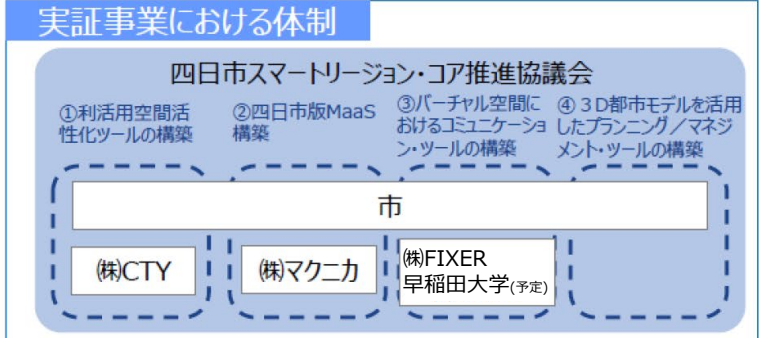 実証事業における体制
四日市スマートリージョン・コア推進協議会
①利活用空間活
性化ツールの構築
②四日市版MaaS
構築
③バーチャル空間に
おけるコミュニケーショ
ン・ツールの構築
④３D都市モデルを活用
したプランニング／マネジ
メント・ツールの構築
市
㈱CTY
㈱マクニカ
㈱FIXER
早稲田大学(予定)